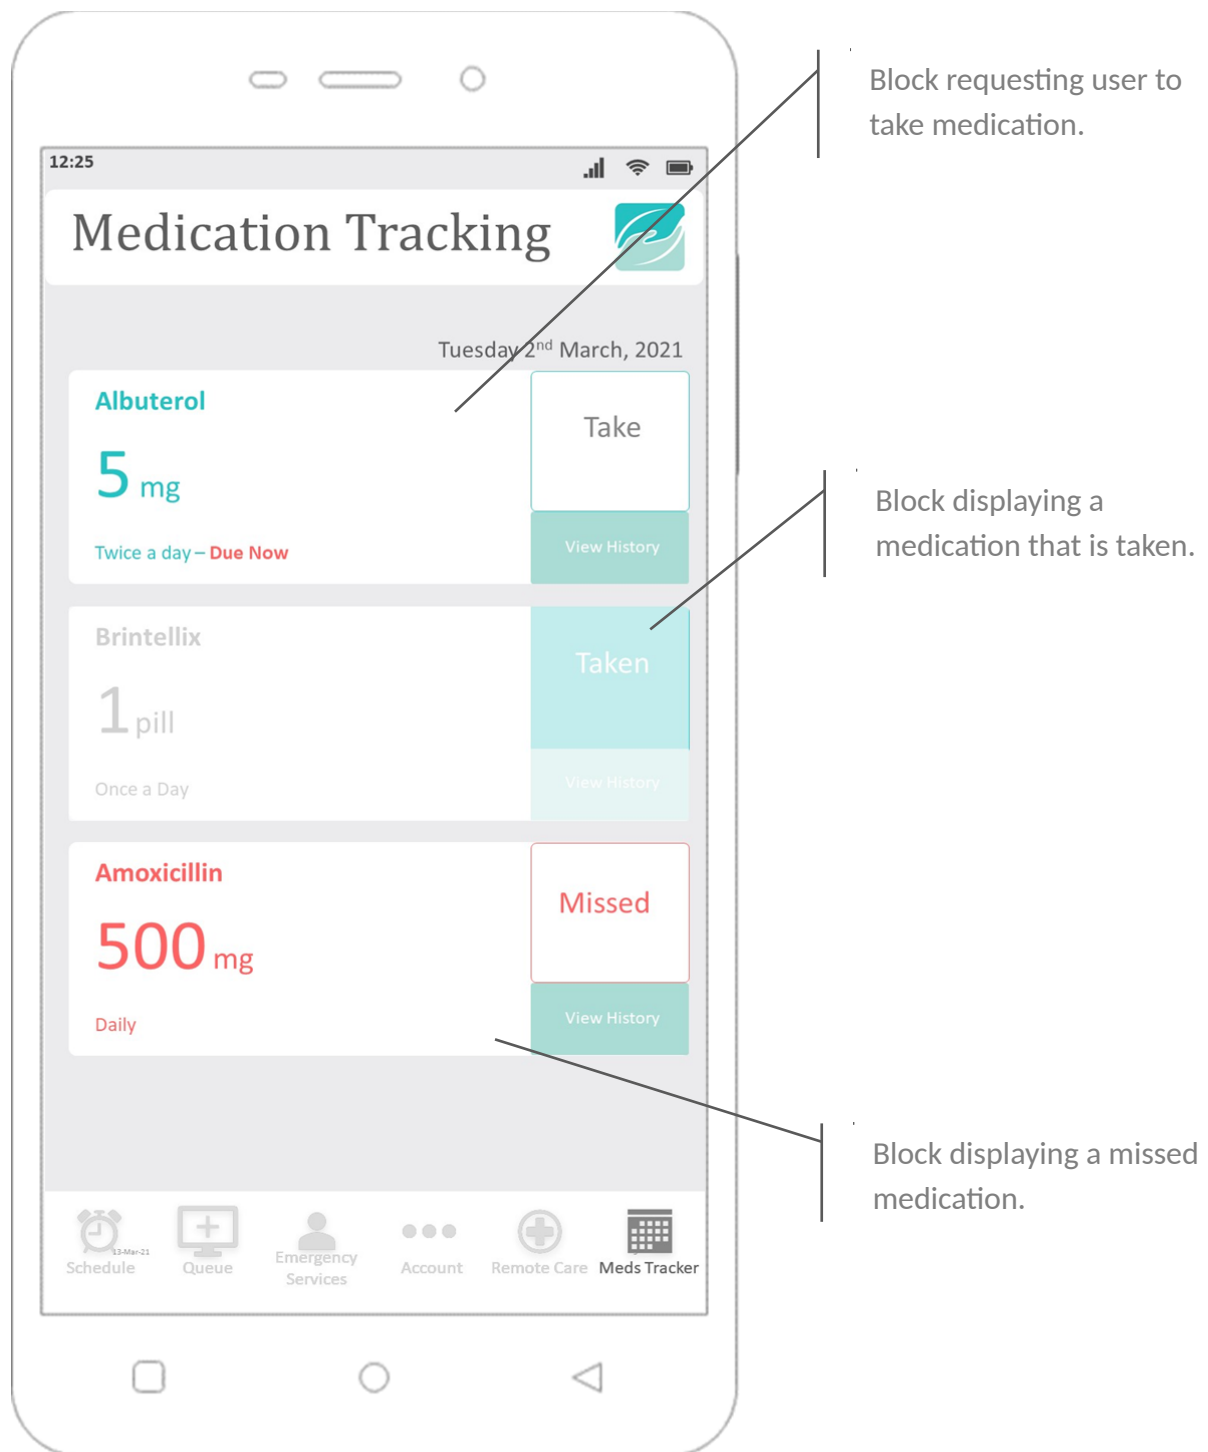 Block requesting user to
take medication.
12:25
Medication Tracking
Tuesday 2nd March, 2021
Albuterol
Take
5 mg
Twice a day – Due Now
View History
Block displaying a
medication that is taken.
Brintellix
Taken
1 pill
Once a Day
View History
Amoxicillin
Missed
500 mg
Daily
View History
Block displaying a missed
medication.
13-Mar-21
Schedule
Queue
Emergency
Services
Account
Remote Care
Meds Tracker